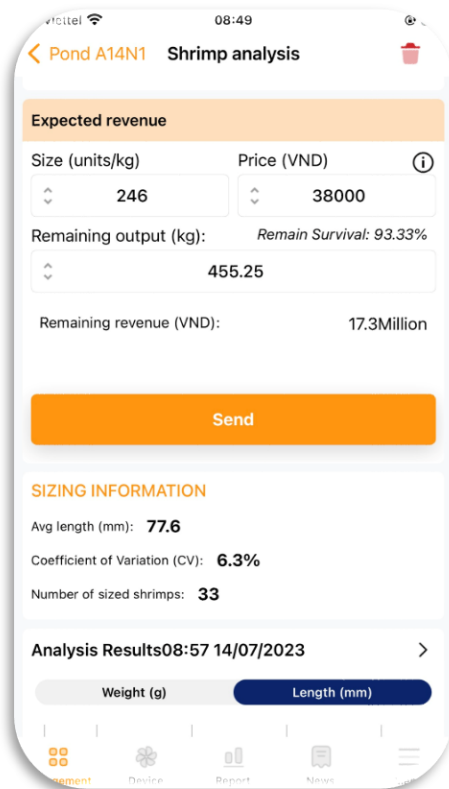 Viettel 08:49
Pond A14N1 Shrimp analysis
Expected revenue
Size (units/kg) Price (VND)
246 38000
Remaining output (kg): Remain Survival: 93.33%
455.25
Remaining revenue (VND): 17.3Million
Send
SIZING INFORMATION
Avg length (mm): 77.6
Coefficient of Variation (CV): 6.3%
Number of sized shrimps: 33
Analysis Results08:57 14/07/2023
Weight (g) Length (mm)
Device Report News